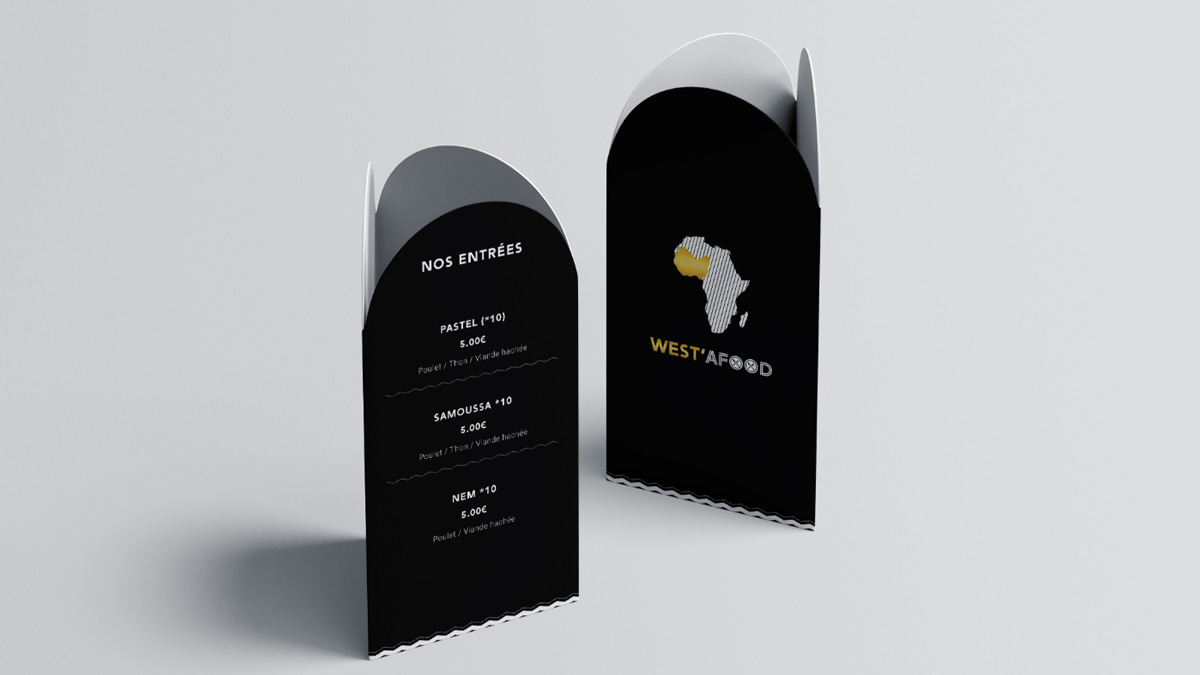 NOS ENTRÉES
PASTEL (*10)
5.00€
Poulet / Thon / Viande hachée
SAMOUSSA *10
5.00€
Poulet / Thon / Viande hachée
NEM *10
5.00€
Poulet / Viande hachée
WEST'AFOOD